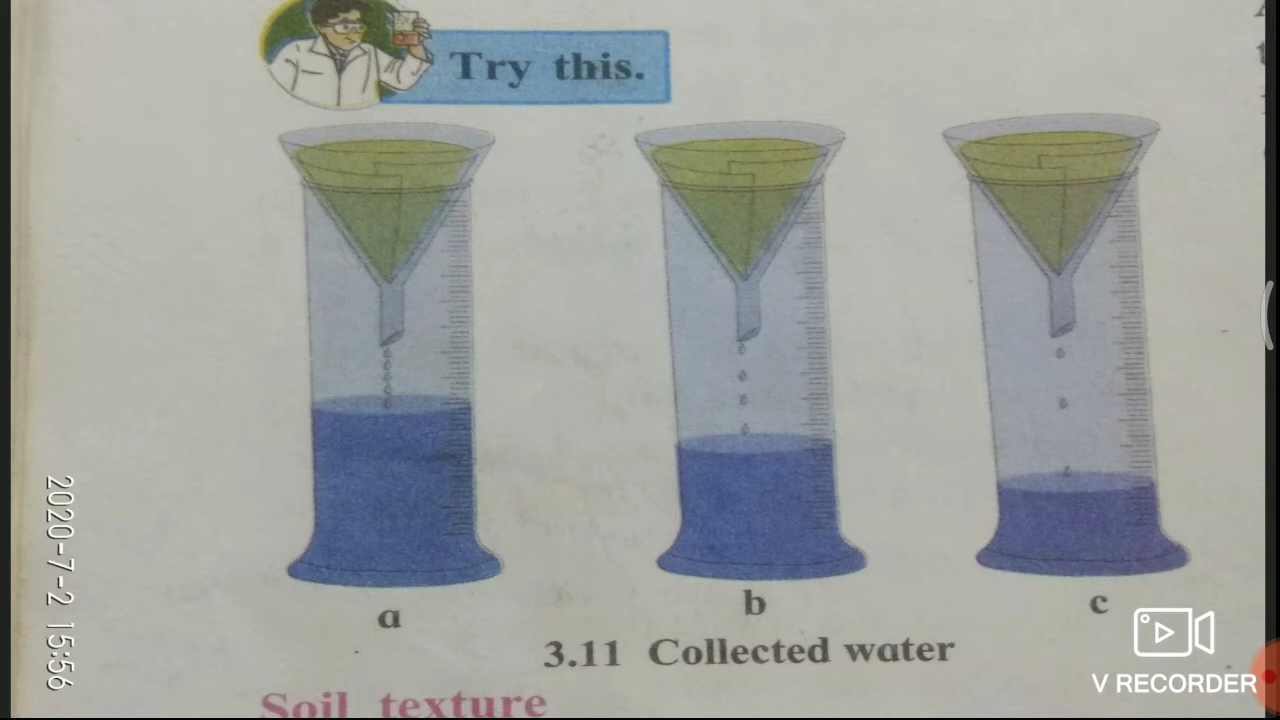 Try this.
a
b
c
3.11 Collected water
Soil texture
2020-7-2 15:56
V RECORDER